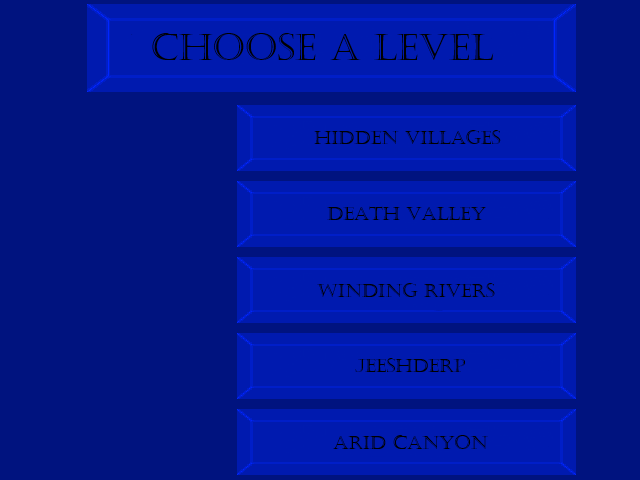 CHOOSE A LEVEL
HIDDEN VILLAGES
DEATH VALLEY
WINDING RIVERS
JEESHDERP
ARID CANYON